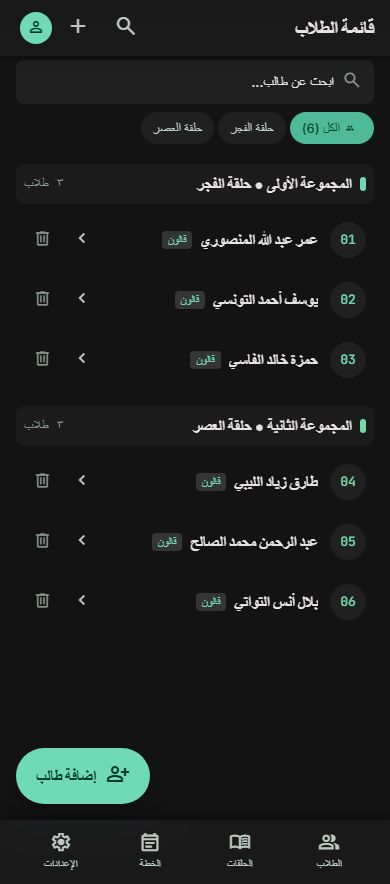 قائمة الطلاب
ابحث عن طالب...
الكل (6) حلقة الفجر حلقة العصر
المجموعة الأولى • حلقة الفجر ٣ طلاب
01 عمر عبد الله المنصوري قالون
02 يوسف أحمد التونسي قالون
03 حمزة خالد الفاسي قالون
المجموعة الثانية • حلقة العصر ٣ طلاب
04 طارق زياد الليبي قالون
05 عبد الرحمن محمد الصالح قالون
06 بلال أنس التواتي قالون
إضافة طالب
الطلاب الحلقات الخطة الإعدادات